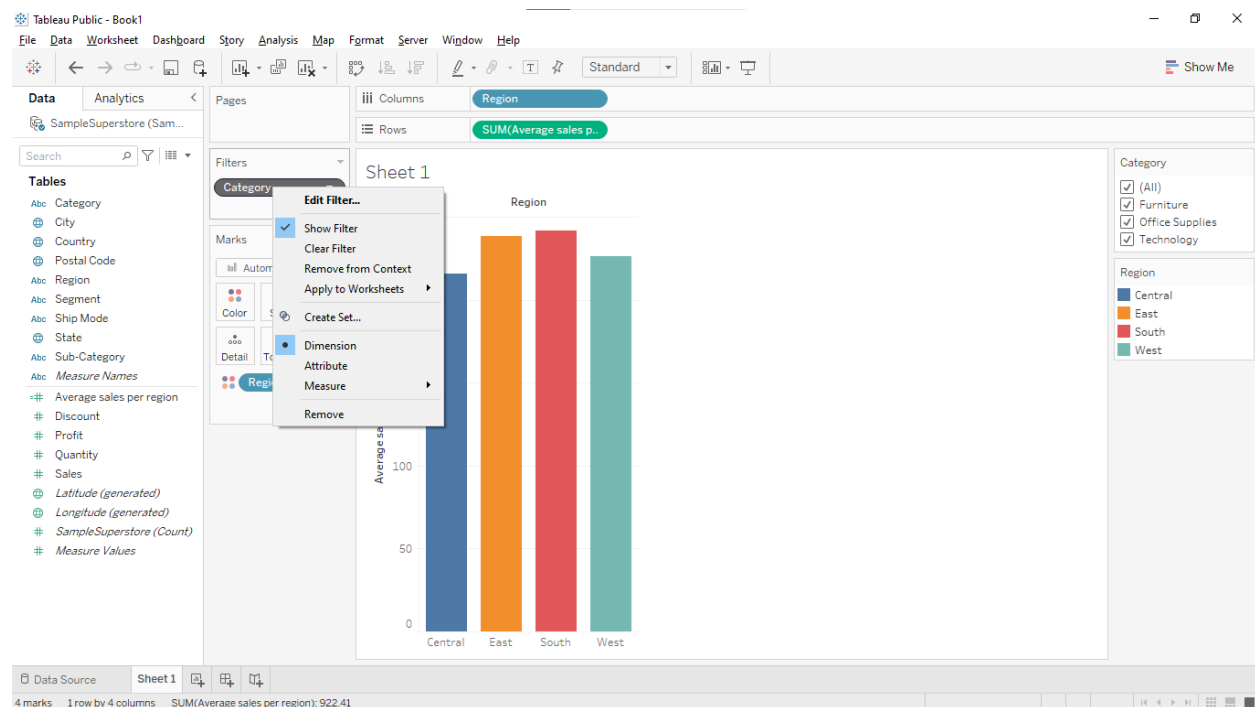 Tableau Public - Book1
File Data Worksheet Dashboard Story Analysis Map Format Server Window Help
Standard
Show Me
Data Analytics
SampleSuperstore (Sam...
Search
Tables
Abc Category
City
Country
Postal Code
Abc Region
Abc Segment
Abc Ship Mode
State
Abc Sub-Category
Abc Measure Names
=# Average sales per region
# Discount
# Profit
# Quantity
# Sales
Latitude (generated)
Longitude (generated)
# SampleSuperstore (Count)
# Measure Values
Pages
Filters
Category
Marks
Color
Detail
Columns Region
Rows SUM(Average sales p..
Edit Filter...
Show Filter
Clear Filter
Remove from Context
Apply to Worksheets
Create Set...
Dimension
Attribute
Measure
Remove
Sheet 1
Region
100
50
0
Average
Central East South West
Category
(All)
Furniture
Office Supplies
Technology
Region
Central
East
South
West
Data Source Sheet 1
4 marks 1 row by 4 columns SUM(Average sales per region): 922.41